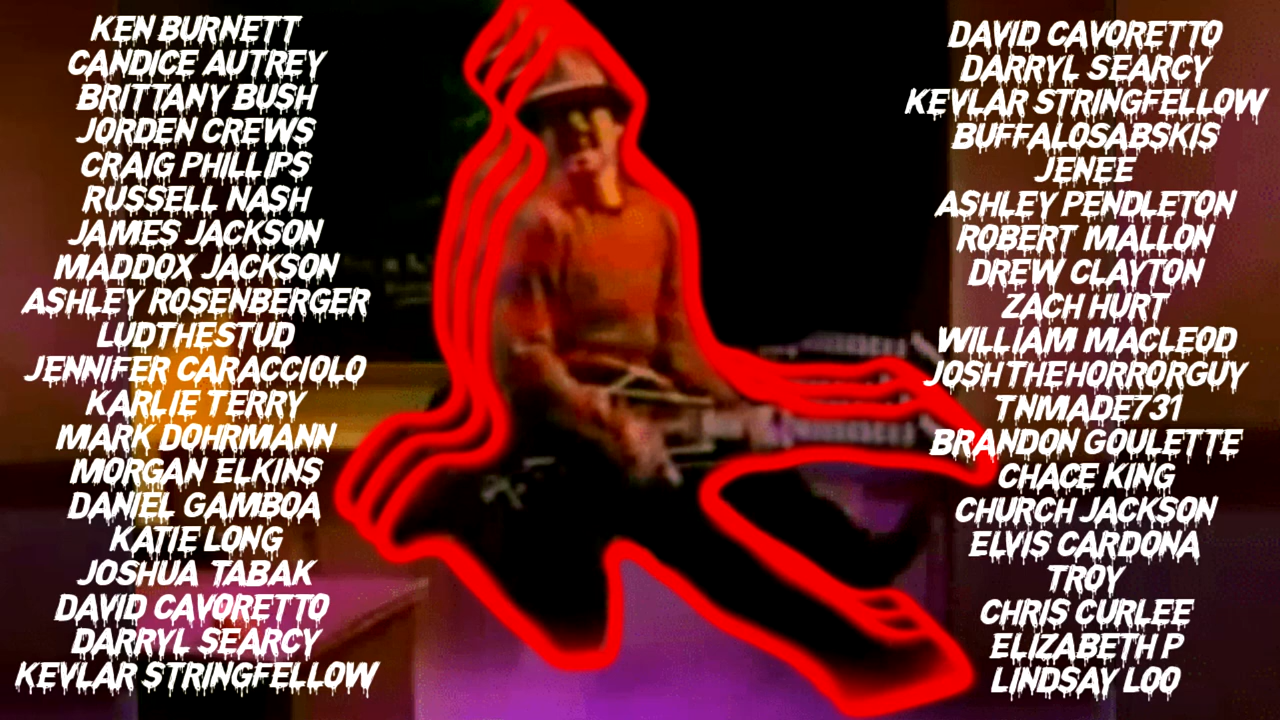 KEN BURNETT
CANDICE AUTREY
BRITTANY BUSH
JORDEN CREWS
CRAIG PHILLIPS
RUSSELL NASH
JAMES JACKSON
MADDOX JACKSON
ASHLEY ROSENBERGER
LUDTHESTUD
JENNIFER CARACCIOLO
KARLIE TERRY
MARK DOHRMANN
MORGAN ELKINS
DANIEL GAMBOA
KATIE LONG
JOSHUA TABAK
DAVID CAVORETTO
DARRYL SEARCY
KEVLAR STRINGFELLOW
DAVID CAVORETTO
DARRYL SEARCY
KEVLAR STRINGFELLOW
BUFFALOSABSKIS
JENEE
ASHLEY PENDLETON
ROBERT MALLON
DREW CLAYTON
ZACH HURT
WILLIAM MACLEOD
JOSHTHEHORRORGUY
TNMADE731
BRANDON GOULETTE
CHACE KING
CHURCH JACKSON
ELVIS CARDONA
TROY
CHRIS CURLEE
ELIZABETH P
LINDSAY LOO